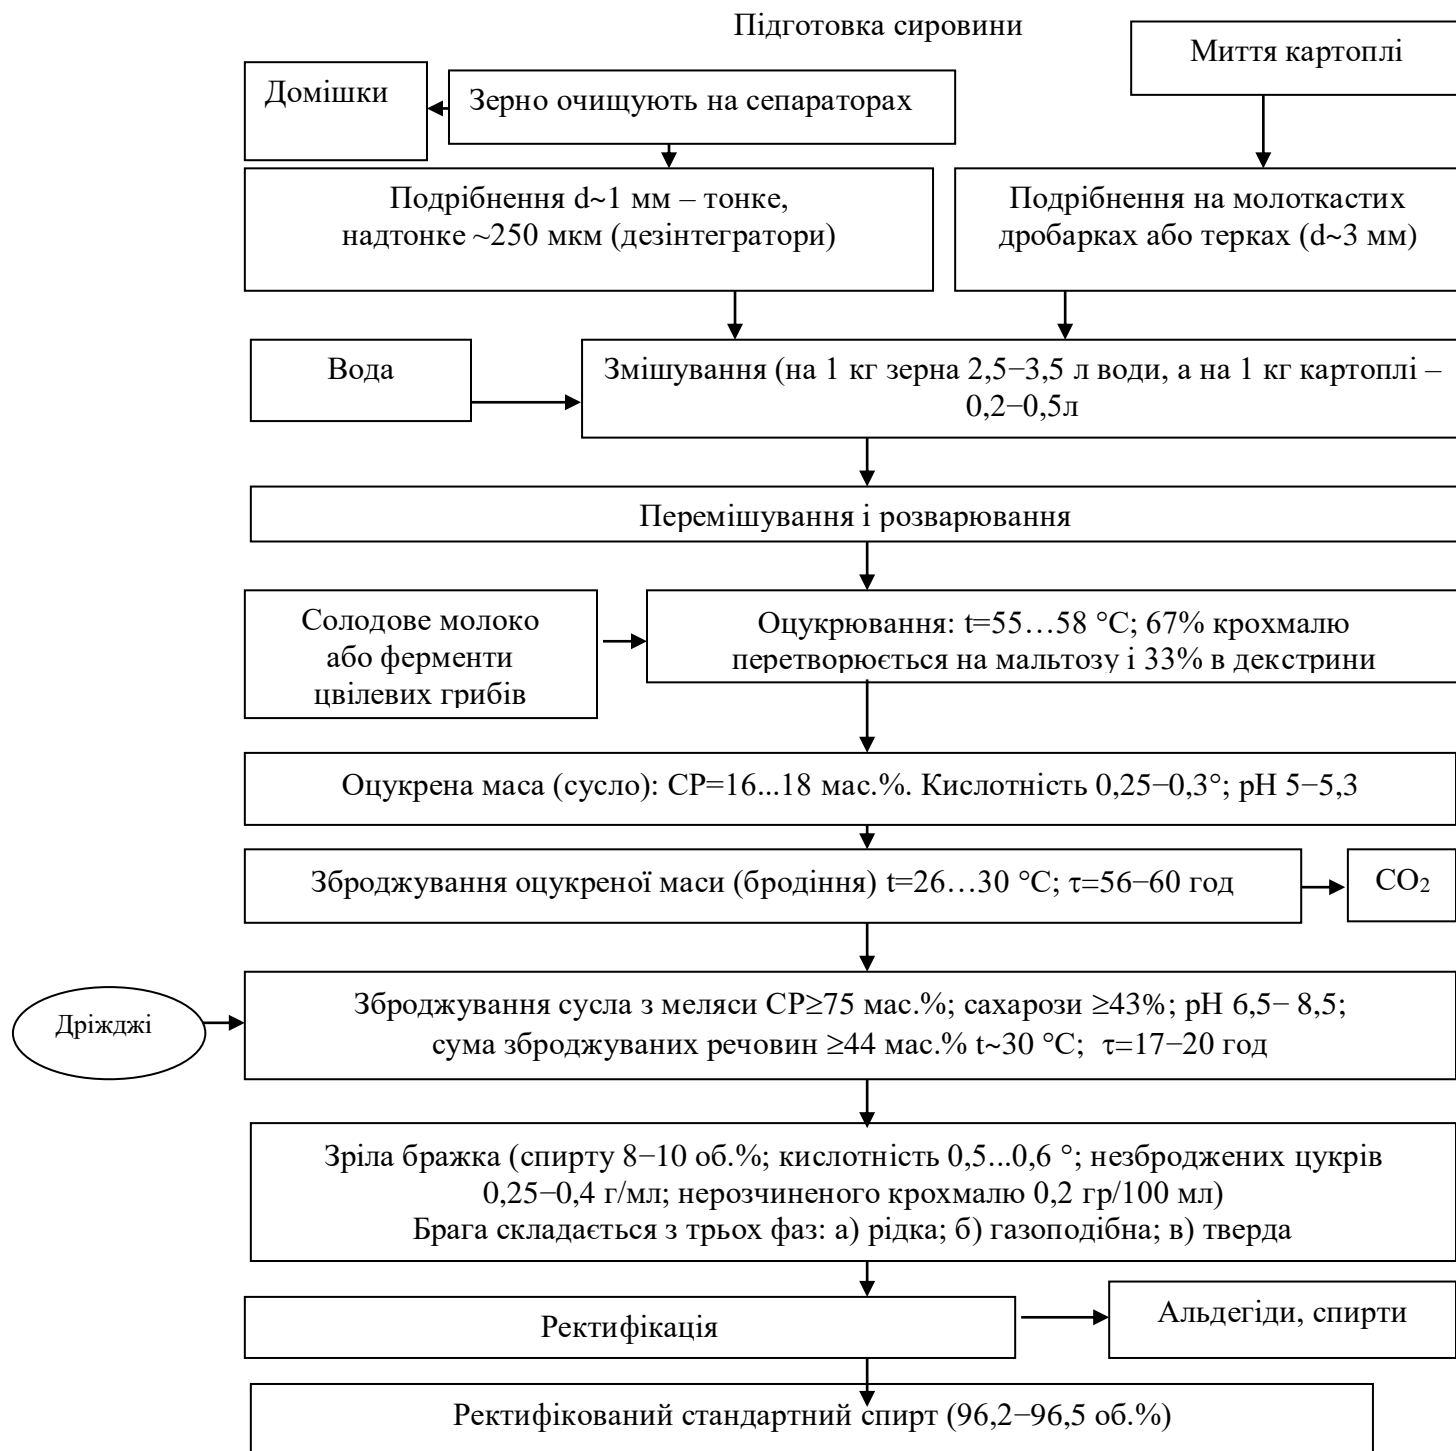 Підготовка сировини
Миття картоплі
Домішки
Зерно очищують на сепараторах
Подрібнення d~1 мм – тонке,
надтонке ~250 мкм (дезінтегратори)
Подрібнення на молоткастих
дробарках або терках (d~3 мм)
Вода
Змішування (на 1 кг зерна 2,5−3,5 л води, а на 1 кг картоплі –
0,2−0,5л
Перемішування і розварювання
Солодове молоко
або ферменти
цвілевих грибів
Оцукрювання: t=55…58 °С; 67% крохмалю
перетворюється на мальтозу і 33% в декстрини
Оцукрена маса (сусло): СР=16...18 мас.%. Кислотність 0,25−0,3°; рН 5−5,3
Зброджування оцукреної маси (бродіння) t=26…30 °С; τ=56−60 год
СО₂
Дріжджі
Зброджування сусла з меляси СР≥75 мас.%; сахарози ≥43%; рН 6,5− 8,5;
сума зброджуваних речовин ≥44 мас.% t~30 °С; τ=17−20 год
Зріла бражка (спирту 8−10 об.%; кислотність 0,5...0,6 °; незброджених цукрів
0,25−0,4 г/мл; нерозчиненого крохмалю 0,2 гр/100 мл)
Брага складається з трьох фаз: а) рідка; б) газоподібна; в) тверда
Ректифікація
Альдегіди, спирти
Ректифікований стандартний спирт (96,2−96,5 об.%)